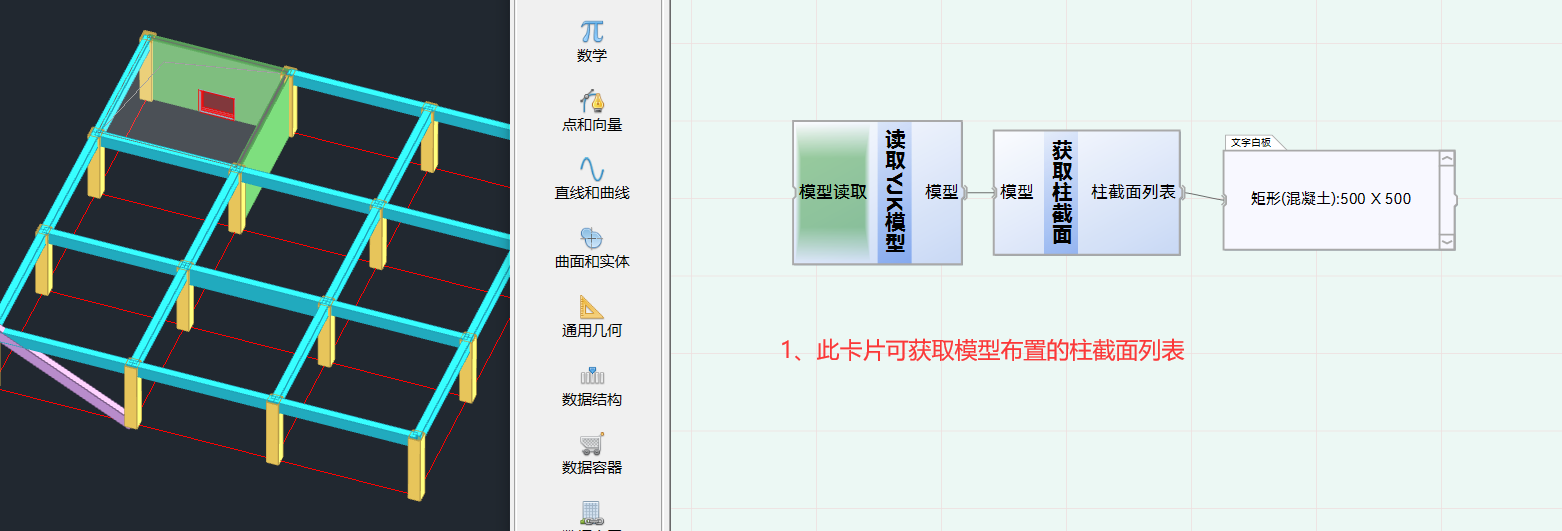 数学
点和向量
直线和曲线
曲面和实体
通用几何
数据结构
数据容器
模型读取
读取YJK模型
模型
模型
获取柱截面
柱截面列表
文字白板
矩形(混凝土):500 X 500
1、此卡片可获取模型布置的柱截面列表